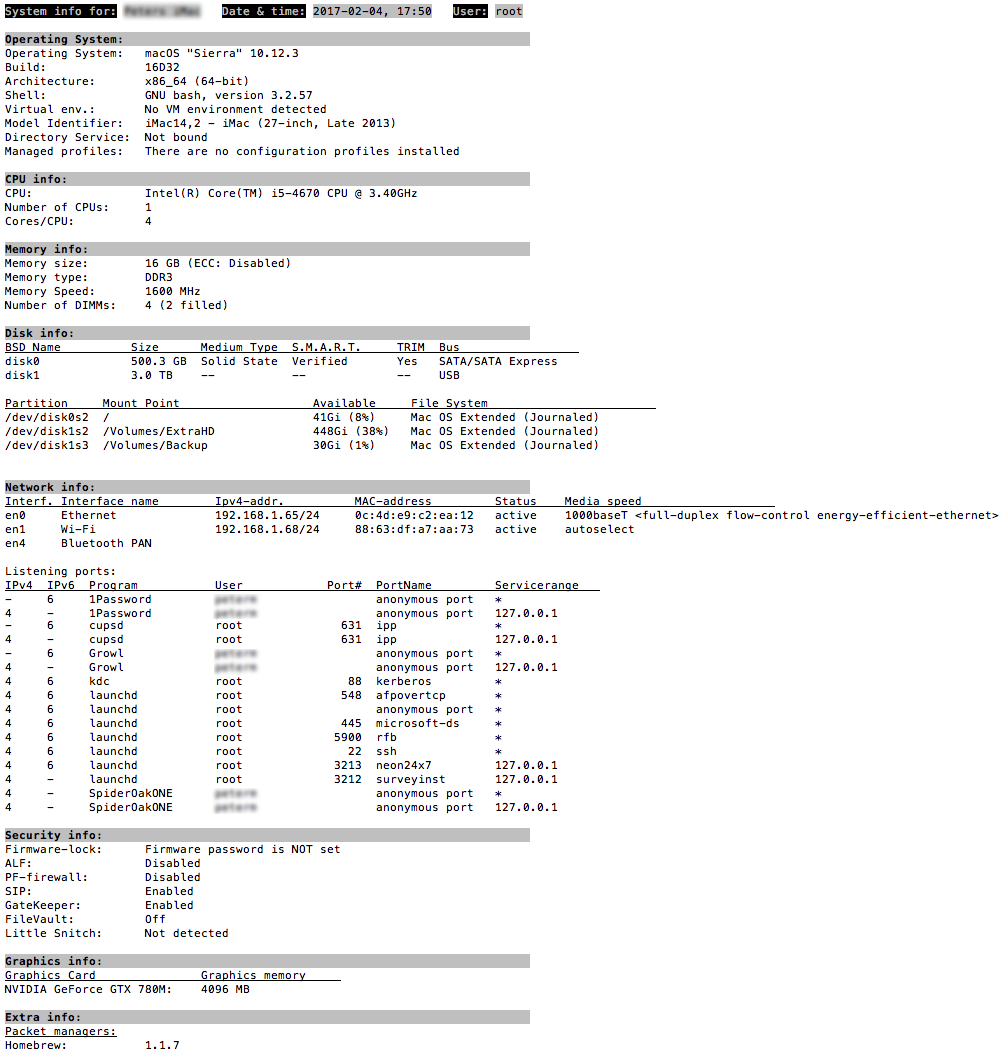 System info for: Date & time: 2017-02-04, 17:50 User: root
Operating System:
Operating System: macOS "Sierra" 10.12.3
Build: 16D32
Architecture: x86_64 (64-bit)
Shell: GNU bash, version 3.2.57
Virtual env.: No VM environment detected
Model Identifier: iMac14,2 - iMac (27-inch, Late 2013)
Directory Service: Not bound
Managed profiles: There are no configuration profiles installed
CPU info:
CPU: Intel(R) Core(TM) i5-4670 CPU @ 3.40GHz
Number of CPUs: 1
Cores/CPU: 4
Memory info:
Memory size: 16 GB (ECC: Disabled)
Memory type: DDR3
Memory Speed: 1600 MHz
Number of DIMMs: 4 (2 filled)
Disk info:
BSD Name Size Medium Type S.M.A.R.T. TRIM Bus
disk0 500.3 GB Solid State Verified Yes SATA/SATA Express
disk1 3.0 TB -- -- -- USB
Partition Mount Point Available File System
/dev/disk0s2 / 41Gi (8%) Mac OS Extended (Journaled)
/dev/disk1s2 /Volumes/ExtraHD 448Gi (38%) Mac OS Extended (Journaled)
/dev/disk1s3 /Volumes/Backup 30Gi (1%) Mac OS Extended (Journaled)
Network info:
Interf. Interface name Ipv4-addr. MAC-address Status Media speed
en0 Ethernet 192.168.1.65/24 0c:4d:e9:c2:ea:12 active 1000baseT <full-duplex flow-control energy-efficient-ethernet>
en1 Wi-Fi 192.168.1.68/24 88:63:df:a7:aa:73 active autoselect
en4 Bluetooth PAN
Listening ports:
IPv4 IPv6 Program User Port# PortName Servicerange
- 6 1Password anonymous port *
4 - 1Password anonymous port 127.0.0.1
- 6 cupsd root 631 ipp *
4 - cupsd root 631 ipp 127.0.0.1
- 6 Growl anonymous port *
4 - Growl anonymous port 127.0.0.1
4 6 kdc root 88 kerberos *
4 6 launchd root 548 afpovertcp *
4 6 launchd root anonymous port *
4 6 launchd root 445 microsoft-ds *
4 6 launchd root 5900 rfb *
4 6 launchd root 22 ssh *
4 6 launchd root 3213 neon24x7 127.0.0.1
4 - launchd root 3212 surveyinst 127.0.0.1
4 - SpiderOakONE anonymous port *
4 - SpiderOakONE anonymous port 127.0.0.1
Security info:
Firmware-lock: Firmware password is NOT set
ALF: Disabled
PF-firewall: Disabled
SIP: Enabled
GateKeeper: Enabled
FileVault: Off
Little Snitch: Not detected
Graphics info:
Graphics Card Graphics memory
NVIDIA GeForce GTX 780M: 4096 MB
Extra info:
Packet managers:
Homebrew: 1.1.7